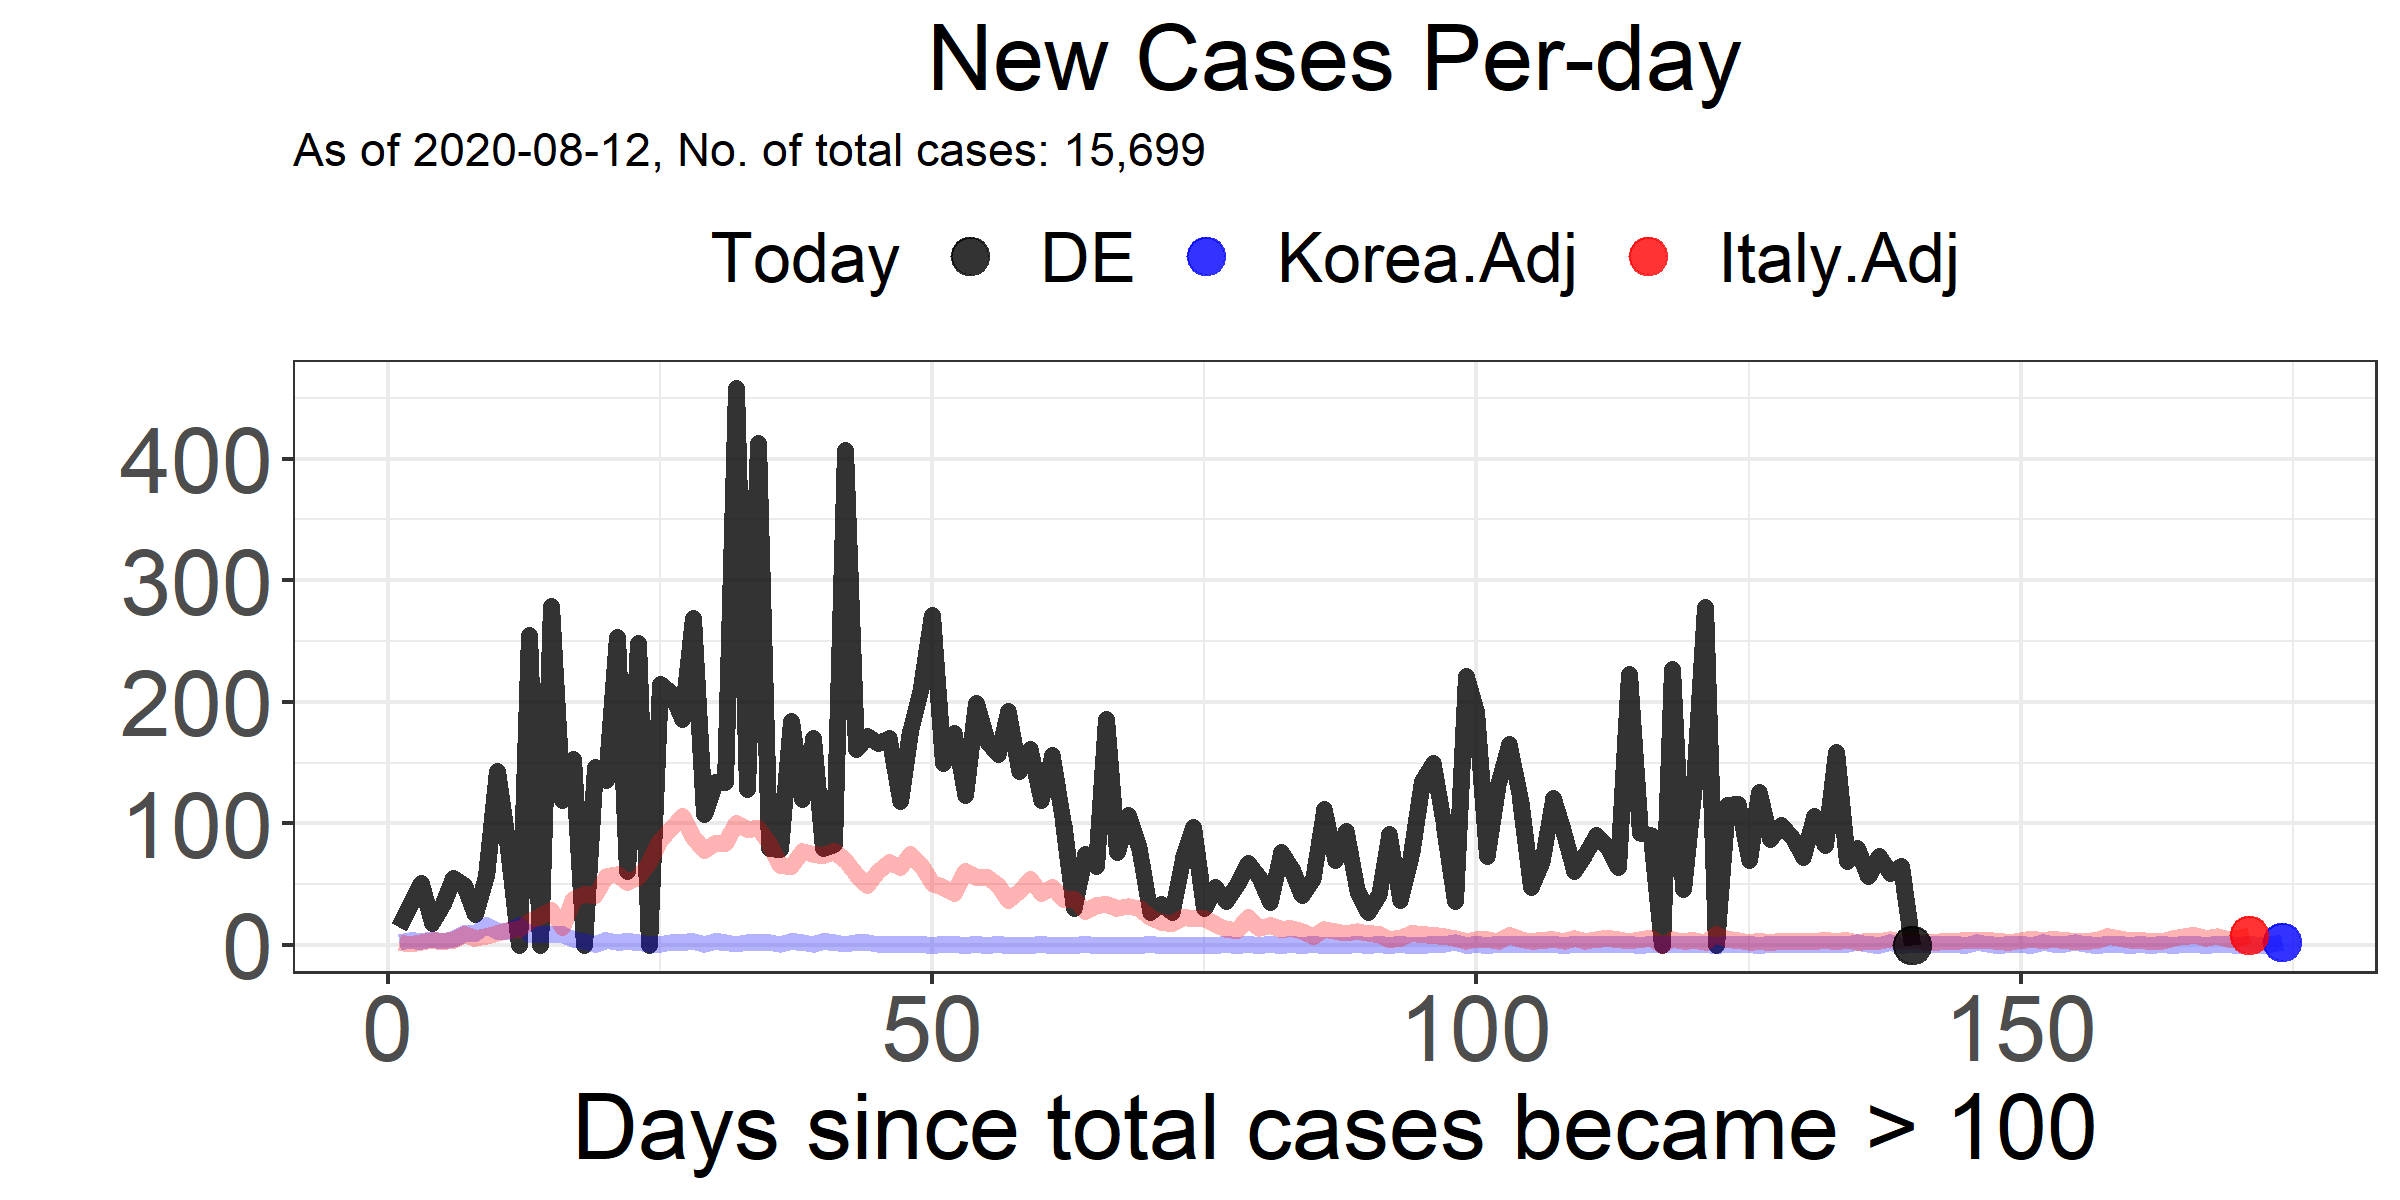 New Cases Per-day
As of 2020-08-12, No. of total cases: 15,699
Today DE Korea.Adj Italy.Adj
400
300
200
100
0
0 50 100 150
Days since total cases became > 100